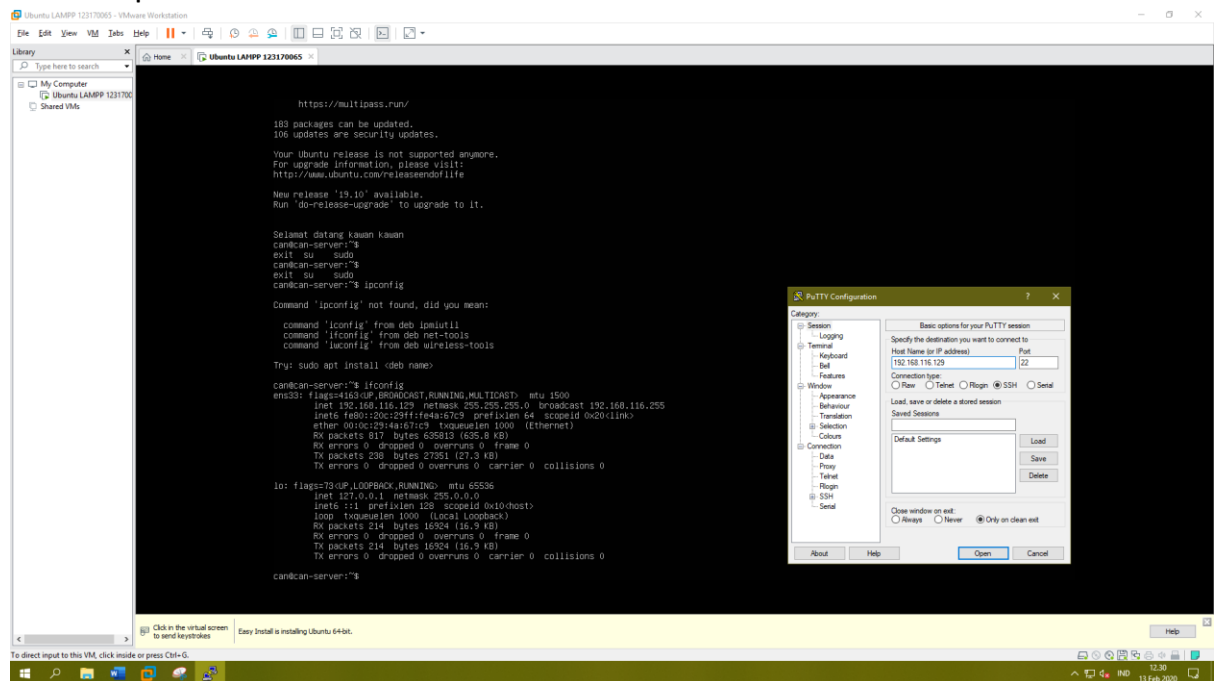 Ubuntu LAMPP 123170065 - VMware Workstation
File Edit View VM Tabs Help
Library
Type here to search
Home
Ubuntu LAMPP 123170065
My Computer
Ubuntu LAMPP 123170
Shared VMs
https://multipass.run/
183 packages can be updated.
106 updates are security updates.
Your Ubuntu release is not supported anymore.
For upgrade information, please visit:
http://www.ubuntu.com/releaseendoflife
New release '19.10' available.
Run 'do-release-upgrade' to upgrade to it.
Selamat datang kawan kawan
can@can-server:~$
exit su sudo
can@can-server:~$
exit su sudo
can@can-server:~$ ipconfig
Command 'ipconfig' not found, did you mean:
command 'iconfig' from deb ipmiutil
command 'ifconfig' from deb net-tools
command 'iwconfig' from deb wireless-tools
Try: sudo apt install <deb name>
can@can-server:~$ ifconfig
ens33: flags=4163<UP,BROADCAST,RUNNING,MULTICAST> mtu 1500
inet 192.168.116.129 netmask 255.255.255.0 broadcast 192.168.116.255
inet6 fe80::20c:29ff:fe4a:67c9 prefixlen 64 scopeid 0x20<link>
ether 00:0c:29:4a:67:c9 txqueuelen 1000 (Ethernet)
RX packets 817 bytes 635813 (635.8 KB)
RX errors 0 dropped 0 overruns 0 frame 0
TX packets 238 bytes 27351 (27.3 KB)
TX errors 0 dropped 0 overruns 0 carrier 0 collisions 0
lo: flags=73<UP,LOOPBACK,RUNNING> mtu 65536
inet 127.0.0.1 netmask 255.0.0.0
inet6 ::1 prefixlen 128 scopeid 0x10<host>
loop txqueuelen 1000 (Local Loopback)
RX packets 214 bytes 16924 (16.9 KB)
RX errors 0 dropped 0 overruns 0 frame 0
TX packets 214 bytes 16924 (16.9 KB)
TX errors 0 dropped 0 overruns 0 carrier 0 collisions 0
can@can-server:~$
PuTTY Configuration
Category:
Session
Logging
Terminal
Keyboard
Bell
Features
Window
Appearance
Behaviour
Translation
Selection
Colours
Connection
Data
Proxy
Telnet
Rlogin
SSH
Serial
Basic options for your PuTTY session
Specify the destination you want to connect to
Host Name (or IP address) Port
192.168.116.129 22
Connection type:
Raw Telnet Rlogin SSH Serial
Load, save or delete a stored session
Saved Sessions
Default Settings
Load
Save
Delete
Close window on exit:
Always Never Only on clean exit
About Help Open Cancel
Click in the virtual screen
to send keystrokes
Easy Install is installing Ubuntu 64-bit.
Help
To direct input to this VM, click inside or press Ctrl+G.
IND
12.30
13 Feb 2020